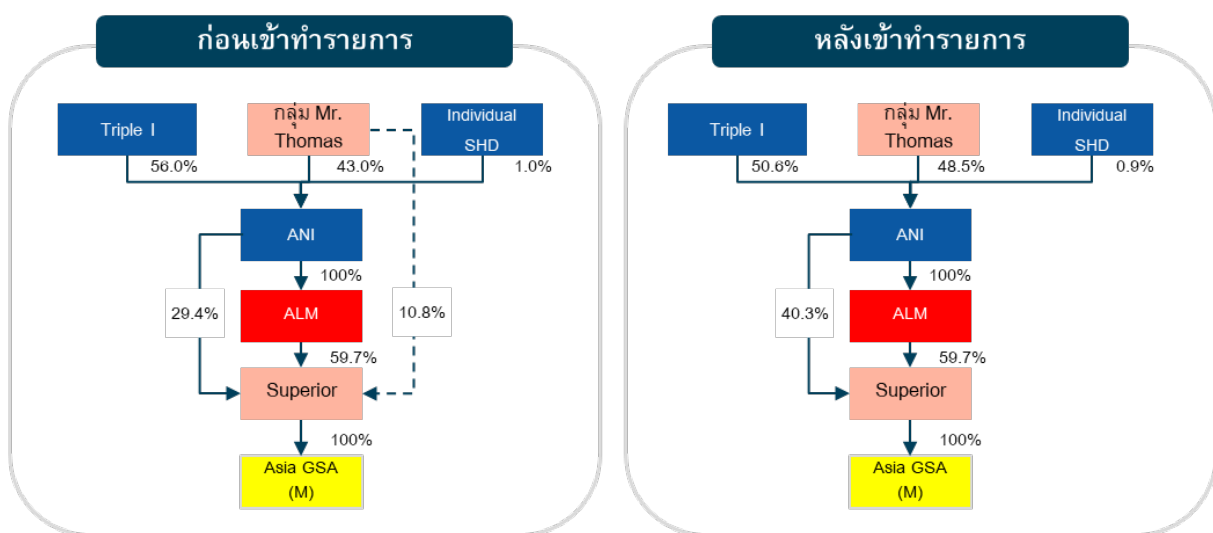 ก่อนเข้าทำรายการ
Triple I
กลุ่ม Mr.
Thomas
Individual
SHD
56.0%
43.0%
1.0%
ANI
100%
29.4%
ALM
10.8%
59.7%
Superior
100%
Asia GSA
(M)
หลังเข้าทำรายการ
Triple I
กลุ่ม Mr.
Thomas
Individual
SHD
50.6%
48.5%
0.9%
ANI
100%
40.3%
ALM
59.7%
Superior
100%
Asia GSA
(M)